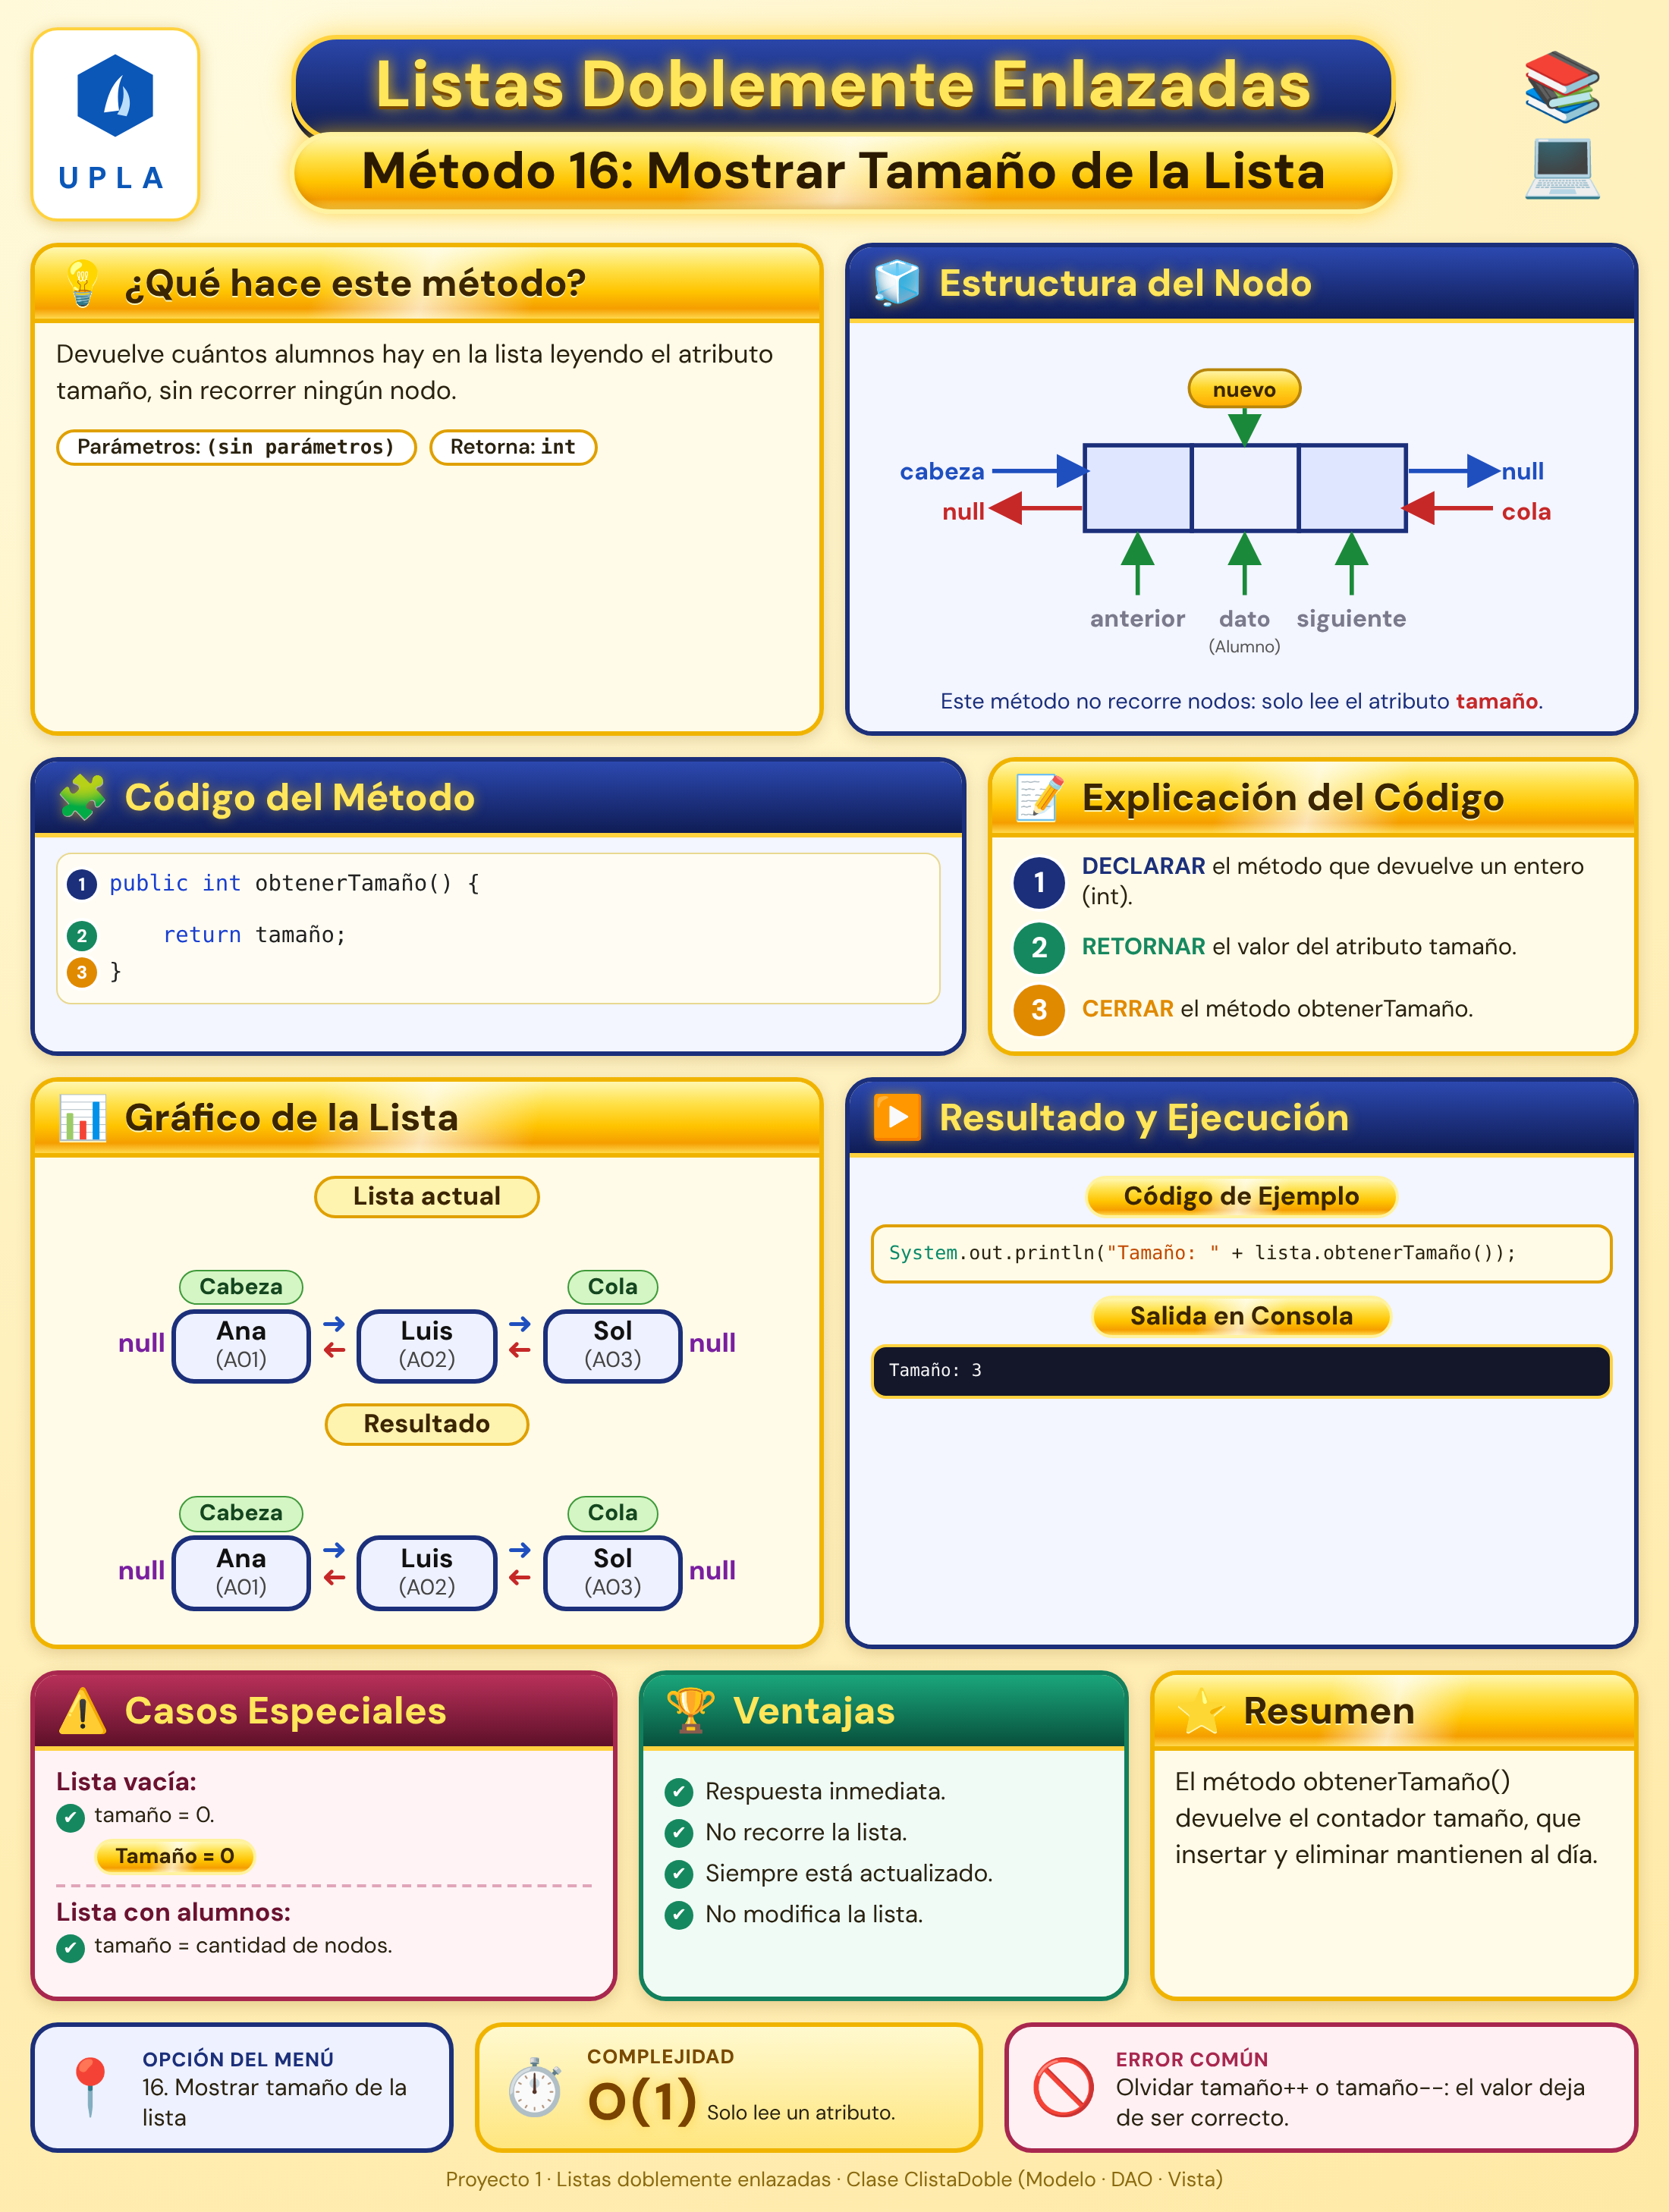 UPLA
Listas Doblemente Enlazadas
Método 16: Mostrar Tamaño de la Lista
¿Qué hace este método?
Devuelve cuántos alumnos hay en la lista leyendo el atributo
tamaño, sin recorrer ningún nodo.
Parámetros: (sin parámetros) Retorna: int
Estructura del Nodo
nuevo
cabeza null
null cola
anterior dato siguiente
(Alumno)
Este método no recorre nodos: solo lee el atributo tamaño.
Código del Método
1 public int obtenerTamaño() {
2 return tamaño;
3 }
Explicación del Código
1 DECLARAR el método que devuelve un entero
(int).
2 RETORNAR el valor del atributo tamaño.
3 CERRAR el método obtenerTamaño.
Gráfico de la Lista
Lista actual
Cabeza Cola
null Ana Luis Sol null
(A01) (A02) (A03)
Resultado
Cabeza Cola
null Ana Luis Sol null
(A01) (A02) (A03)
Resultado y Ejecución
Código de Ejemplo
System.out.println("Tamaño: " + lista.obtenerTamaño());
Salida en Consola
Tamaño: 3
Casos Especiales
Lista vacía:
tamaño = 0.
Tamaño = 0
Lista con alumnos:
tamaño = cantidad de nodos.
Ventajas
Respuesta inmediata.
No recorre la lista.
Siempre está actualizado.
No modifica la lista.
Resumen
El método obtenerTamaño()
devuelve el contador tamaño, que
insertar y eliminar mantienen al día.
OPCIÓN DEL MENÚ
16. Mostrar tamaño de la
lista
COMPLEJIDAD
O(1) Solo lee un atributo.
ERROR COMÚN
Olvidar tamaño++ o tamaño--: el valor deja
de ser correcto.
Proyecto 1 · Listas doblemente enlazadas · Clase ClistaDoble (Modelo · DAO · Vista)